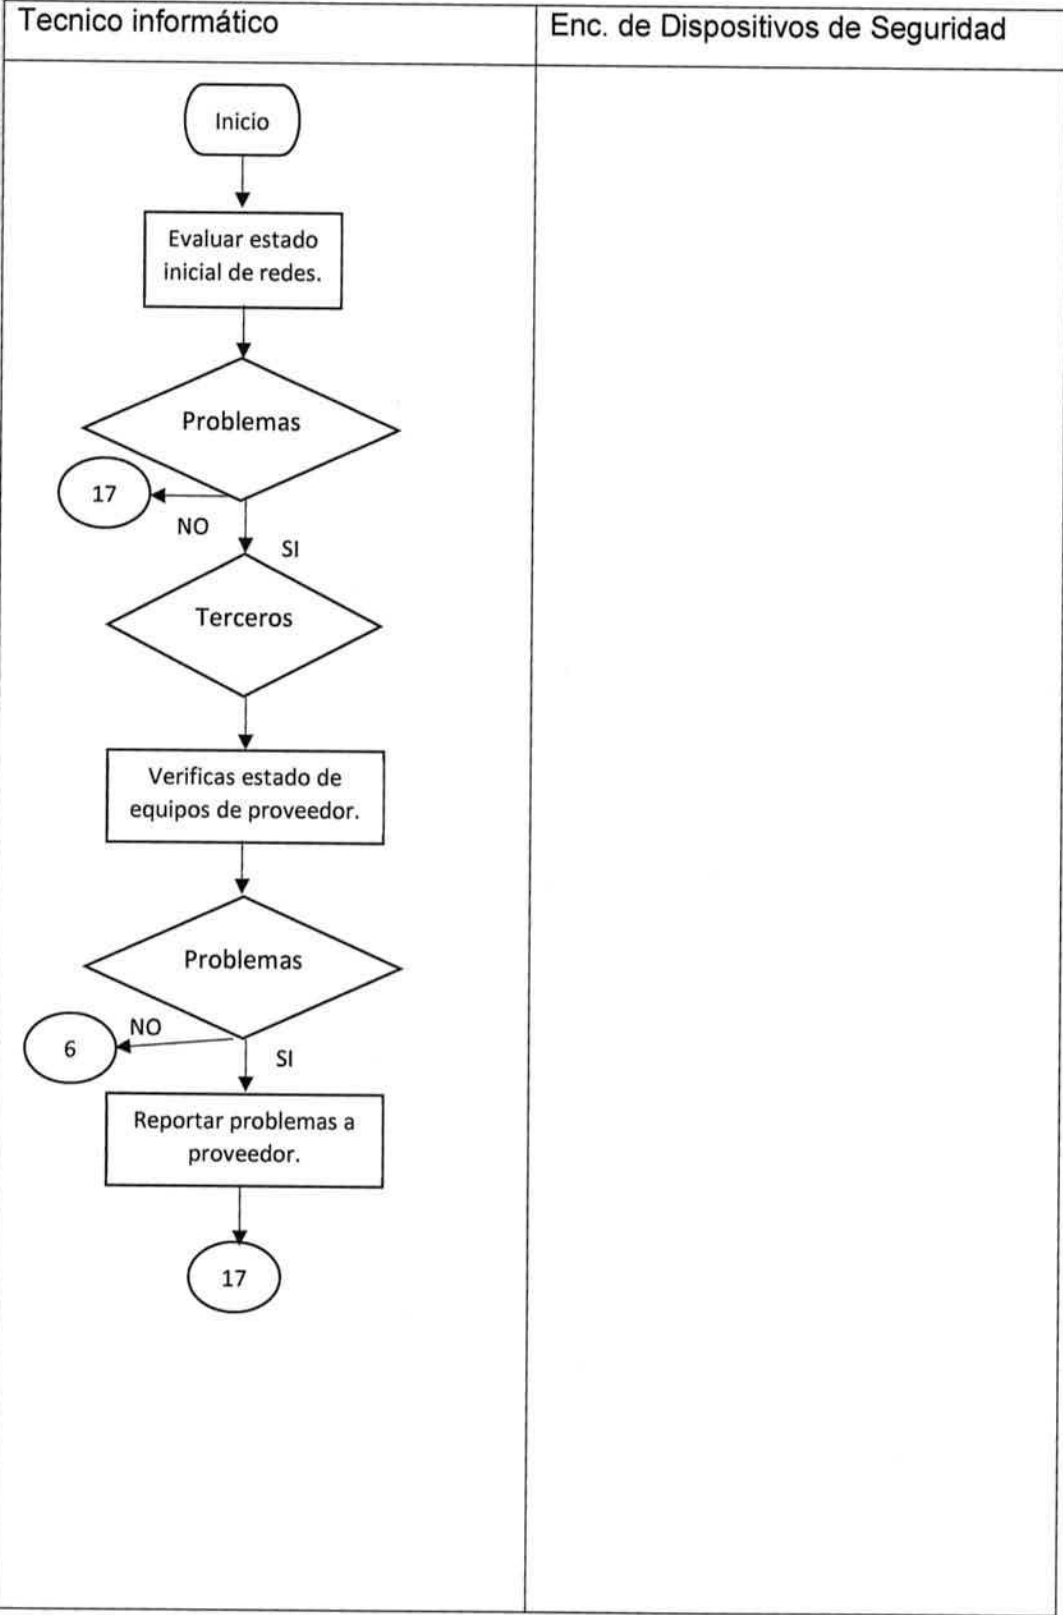 Tecnico informático
Enc. de Dispositivos de Seguridad
Inicio
Evaluar estado
inicial de redes.
Problemas
17
NO
SI
Terceros
Verificas estado de
equipos de proveedor.
Problemas
NO
6
SI
Reportar problemas a
proveedor.
17